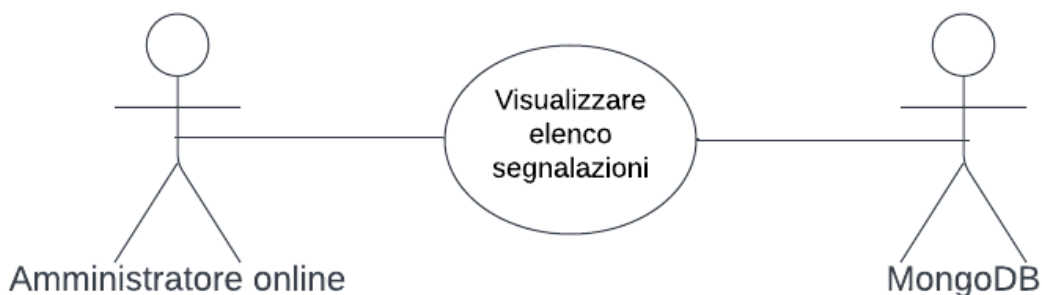 Visualizzare
elenco
segnalazioni
Amministratore online
MongoDB